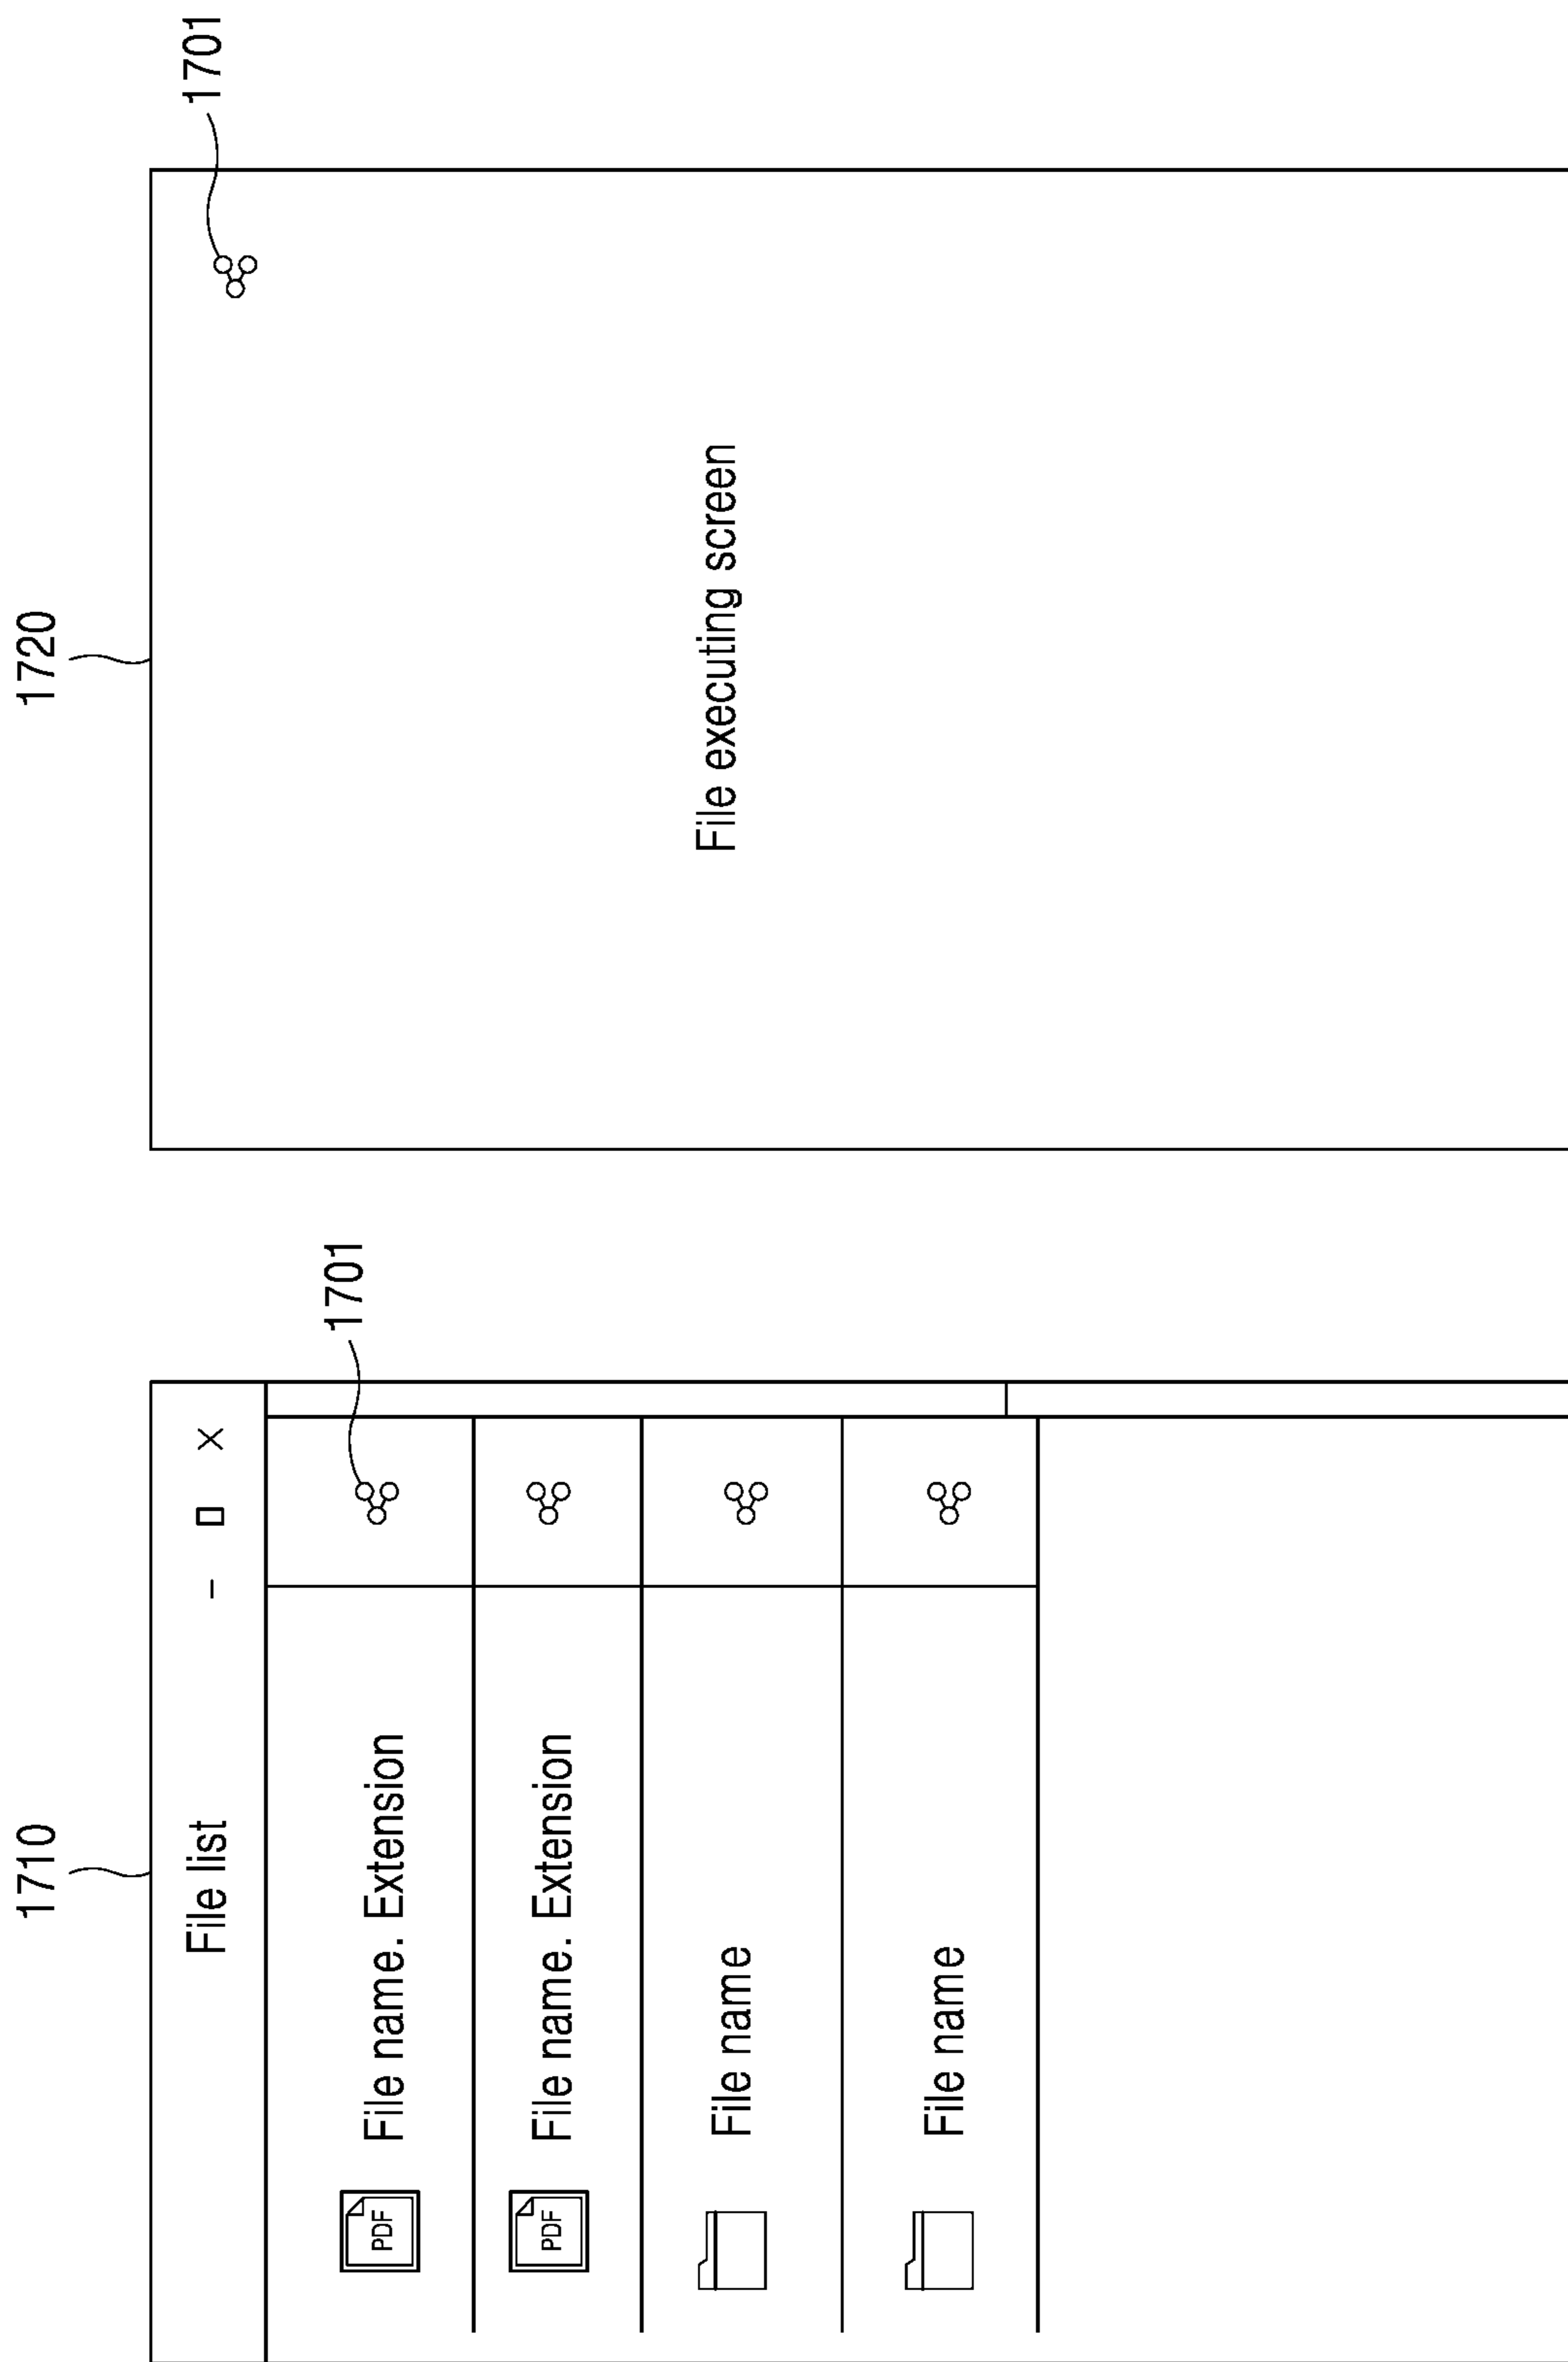 1710
File list
- □ X
1701
PDF
File name. Extension
PDF
File name. Extension
File name
File name
1720
1701
File executing screen